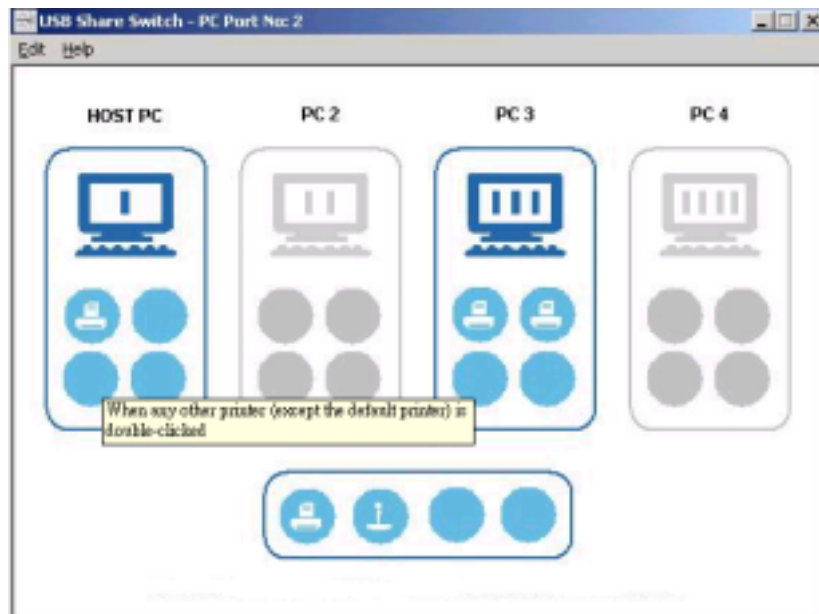 USB Share Switch - PC Port No: 2
Edit Help
HOST PC PC 2 PC 3 PC 4
When any other printer (except the default printer) is
double-clicked